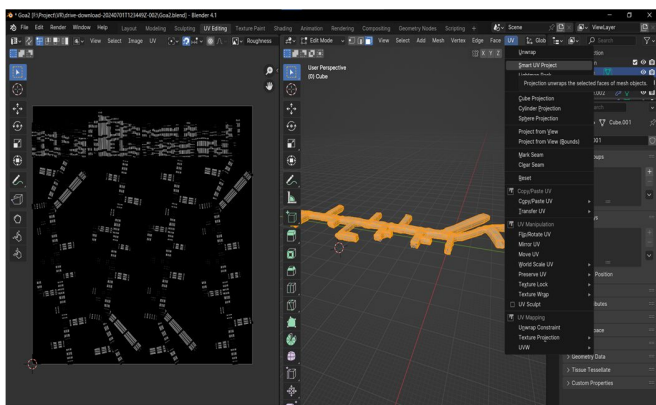 * Goa2 [H:\Project\VR\drive-download-20240701T123449Z-002\Goa2.blend] - Blender 4.1
File Edit Render Window Help Layout Modeling Sculpting UV Editing Texture Paint Shading Animation Rendering Compositing Geometry Nodes Scripting + Scene ViewLayer
View Select Image UV Roughness
Edit Mode View Select Add Mesh Vertex Edge Face UV Glob
X Y Z
User Perspective
(0) Cube
Unwrap
Smart UV Project
Projection unwraps the selected faces of mesh objects.
Cube Projection
Cylinder Projection
Sphere Projection
Project from View
Project from View (Bounds)
Mark Seam
Clear Seam
Reset
Copy/Paste UV
Copy/Paste UV
Transfer UV
UV Manipulation
Flip/Rotate UV
Mirror UV
Move UV
World Scale UV
Preserve UV
Texture Lock
Texture Wrap
UV Sculpt
UV Mapping
Unwrap Constraint
Texture Projection
UVW
ction
.002
Cube.001
001
oups
Position
butes
pace
Geometry Data
Tissue Tessellate
Custom Properties